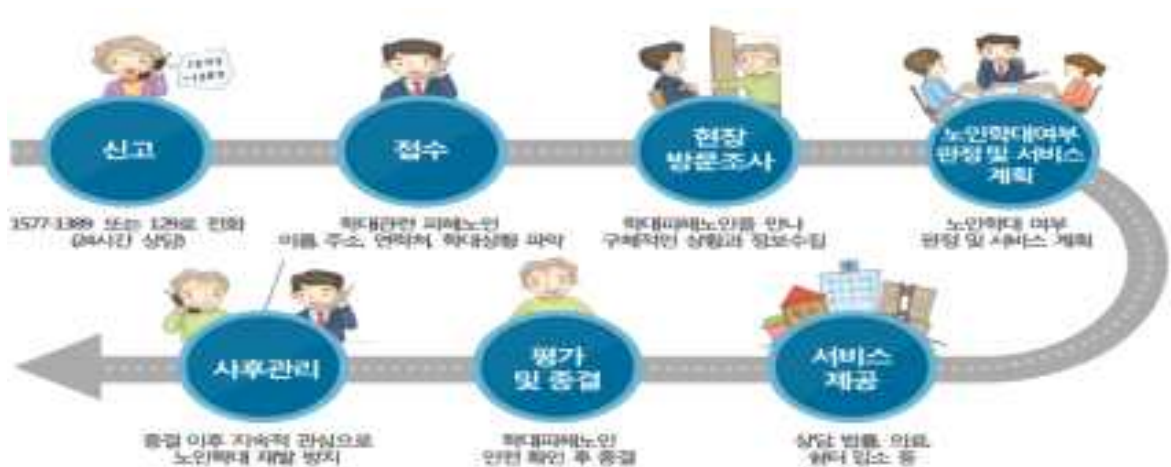 1577
-1389
신고
접수
현장
방문조사
노인학대여부
판정 및 서비스
계획
1577-1389 또는 129로 전화
(24시간 상담)
학대관련 피해노인
이름, 주소, 연락처, 학대상황 파악
학대피해노인을 만나
구체적인 상황과 정보수집
노인학대 여부
판정 및 서비스 계획
사후관리
평가
및 종결
서비스
제공
종결 이후 지속적 관심으로
노인학대 재발 방지
학대피해노인
안전 확인 후 종결
상담, 법률, 의료,
쉼터 입소 등